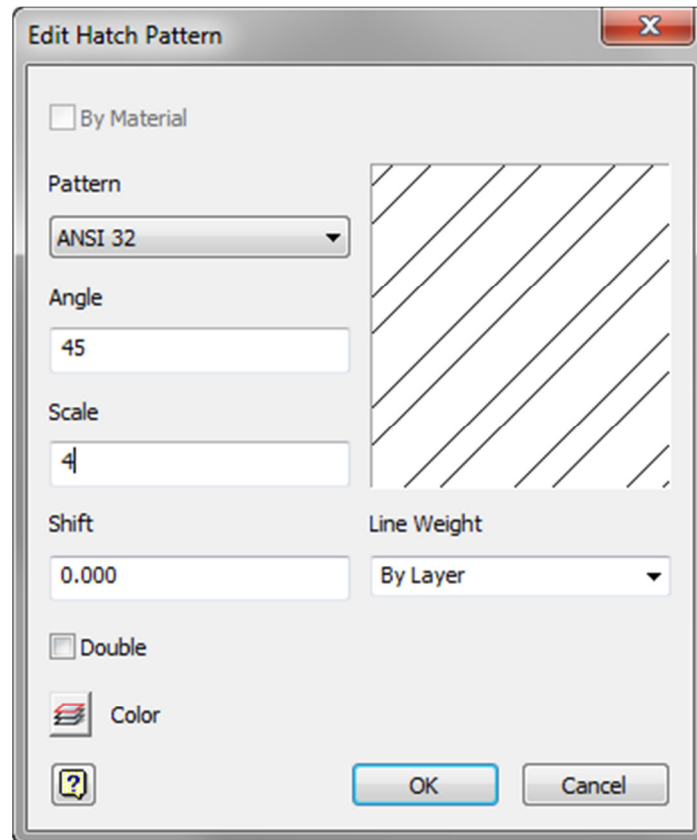 Edit Hatch Pattern
By Material
Pattern
ANSI 32
Angle
45
Scale
4
Shift
Line Weight
0.000
By Layer
Double
Color
?
OK
Cancel